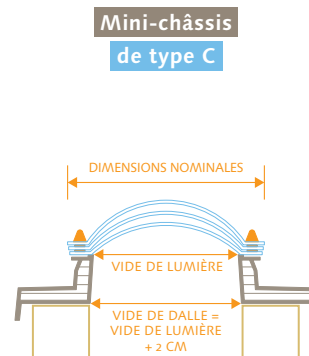 Mini-châssis
de type C
DIMENSIONS NOMINALES
VIDE DE LUMIÈRE
VIDE DE DALLE =
VIDE DE LUMIÈRE
+ 2 CM